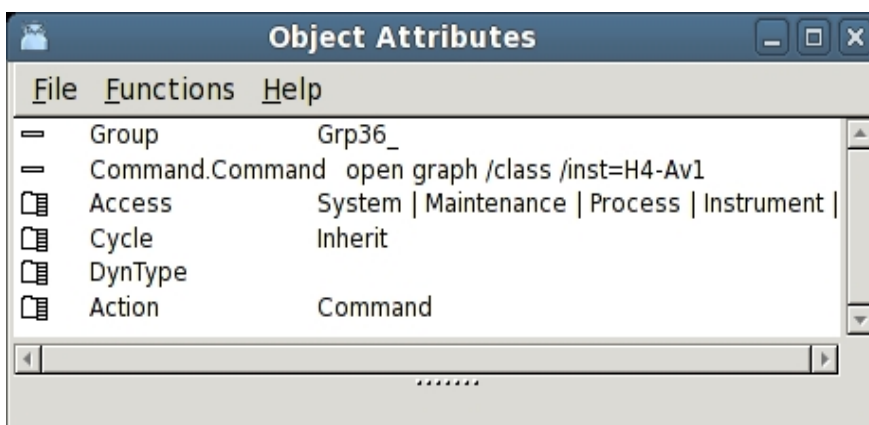 Object Attributes
File Functions Help
Group Grp36_
Command.Command open graph /class /inst=H4-Av1
Access System | Maintenance | Process | Instrument |
Cycle Inherit
DynType
Action Command